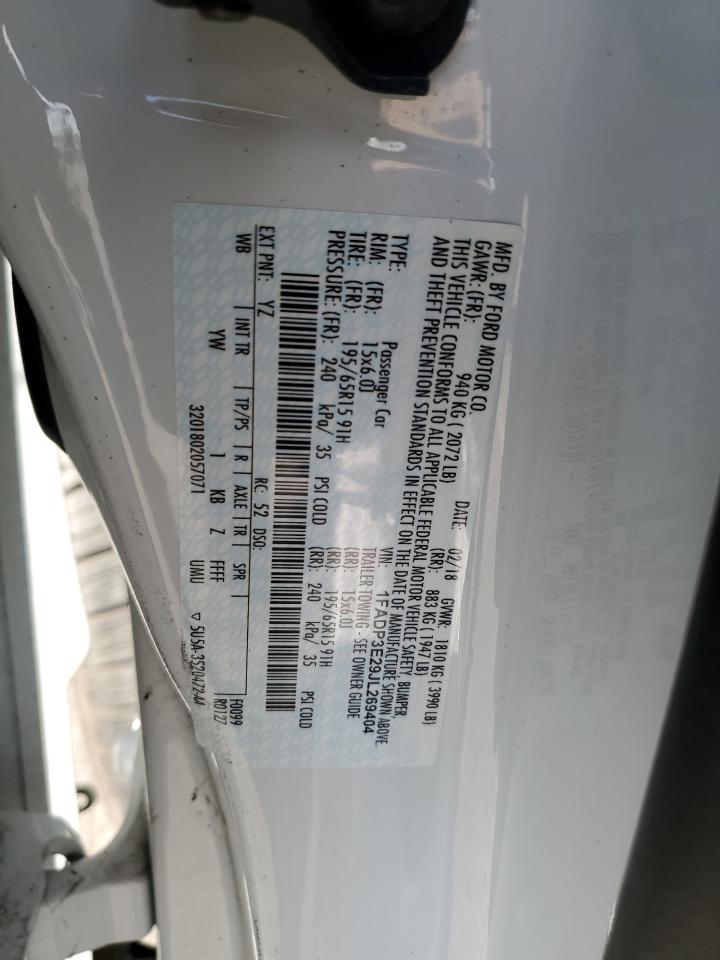 MFD. BY FORD MOTOR CO.
DATE: 02/18 GVWR: 1810 KG ( 3990 LB)
GAWR: (FR): 940 KG ( 2072 LB) (RR): 883 KG ( 1947 LB)
THIS VEHICLE CONFORMS TO ALL APPLICABLE FEDERAL MOTOR VEHICLE SAFETY, BUMPER,
AND THEFT PREVENTION STANDARDS IN EFFECT ON THE DATE OF MANUFACTURE SHOWN ABOVE.
VIN: 1FADP3E29JL269404
TYPE: Passenger Car TRAILER TOWING - SEE OWNER GUIDE
RIM: (FR): 15x6.0J (RR): 15x6.0J
TIRE: (FR): 195/65R15 91H (RR): 195/65R15 91H
PRESSURE: (FR): 240 kPa/ 35 PSI COLD (RR): 240 kPa/ 35 PSI COLD
EXT PNT: YZ RC: 52 DSO: F0099
WB INT TR TP/PS R AXLE TR SPR R0127
YW 1 KB Z FFFF
3201802057071 UMU 5U5A-3520472-AA